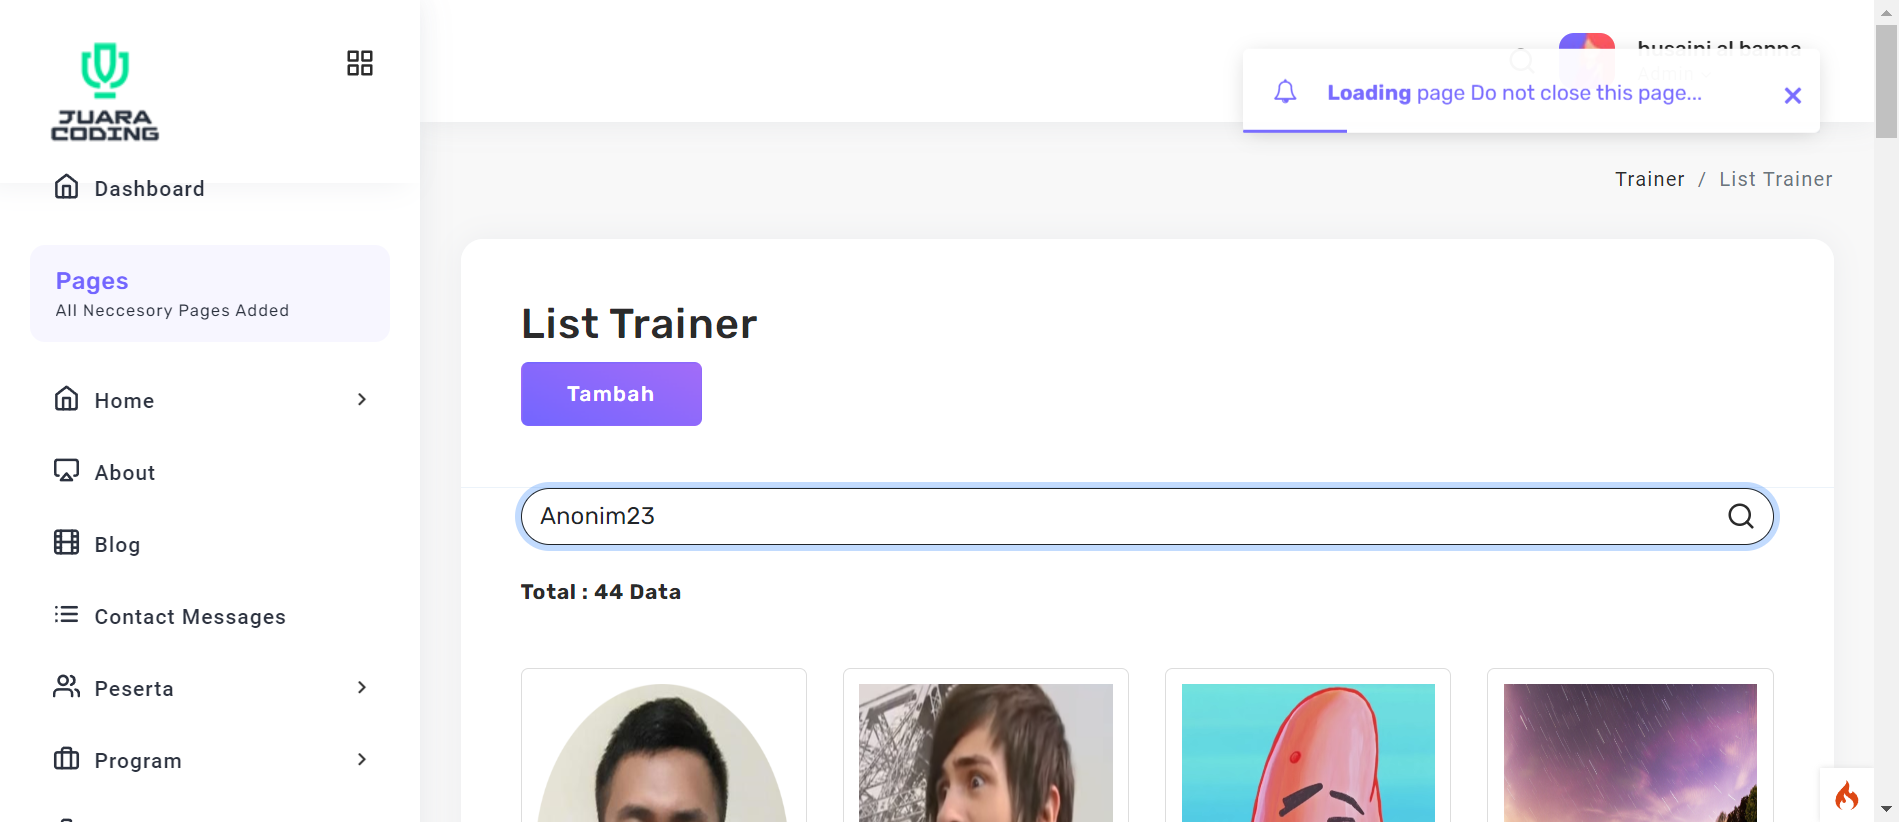 JUARA
CODING
Dashboard
Pages
All Neccesory Pages Added
Home
About
Blog
Contact Messages
Peserta
Program
husaini al banna
Admin
Loading page Do not close this page...
Trainer / List Trainer
List Trainer
Tambah
Anonim23
Total : 44 Data